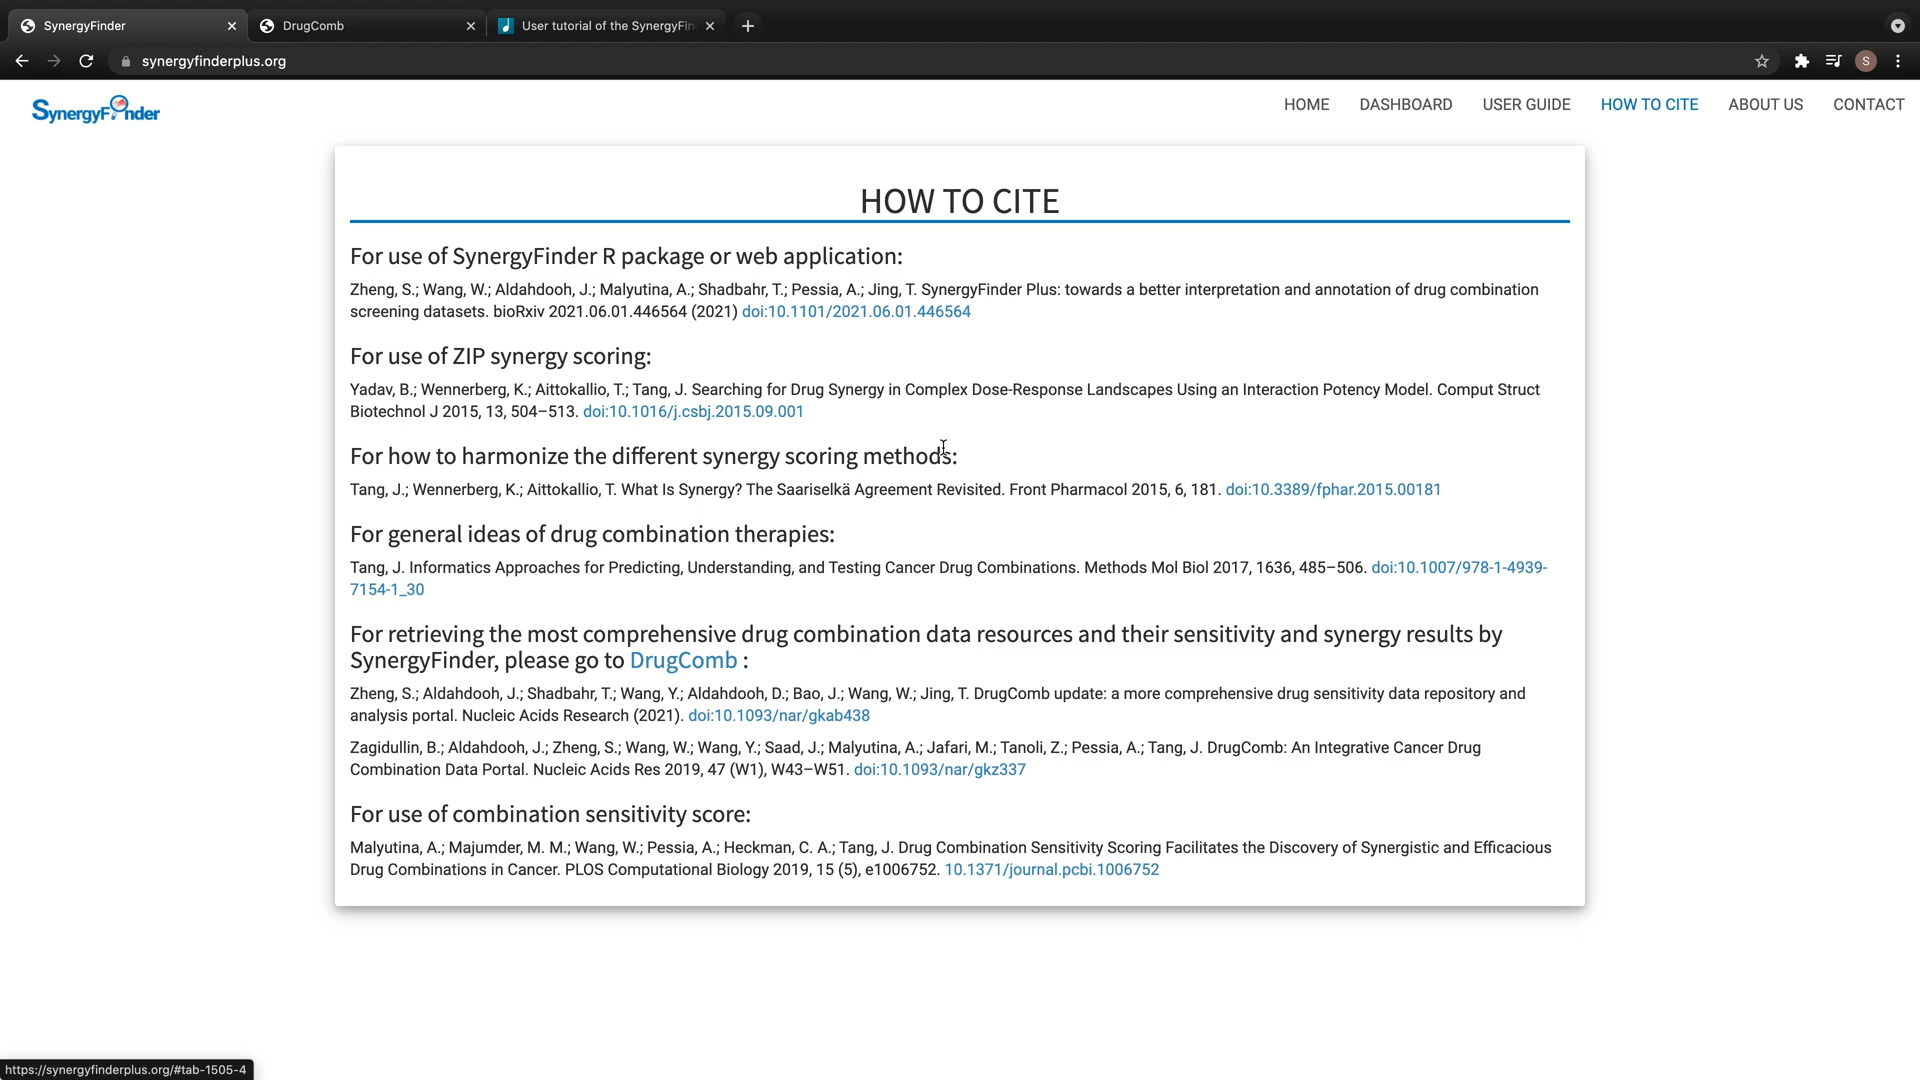 SynergyFinder
DrugComb
User tutorial of the SynergyFin
synergyfinderplus.org
S
SynergyFinder
HOME DASHBOARD USER GUIDE HOW TO CITE ABOUT US CONTACT
HOW TO CITE
For use of SynergyFinder R package or web application:
Zheng, S.; Wang, W.; Aldahdooh, J.; Malyutina, A.; Shadbahr, T.; Pessia, A.; Jing, T. SynergyFinder Plus: towards a better interpretation and annotation of drug combination
screening datasets. bioRxiv 2021.06.01.446564 (2021) doi:10.1101/2021.06.01.446564
For use of ZIP synergy scoring:
Yadav, B.; Wennerberg, K.; Aittokallio, T.; Tang, J. Searching for Drug Synergy in Complex Dose-Response Landscapes Using an Interaction Potency Model. Comput Struct
Biotechnol J 2015, 13, 504–513. doi:10.1016/j.csbj.2015.09.001
For how to harmonize the different synergy scoring methods:
Tang, J.; Wennerberg, K.; Aittokallio, T. What Is Synergy? The Saariselkä Agreement Revisited. Front Pharmacol 2015, 6, 181. doi:10.3389/fphar.2015.00181
For general ideas of drug combination therapies:
Tang, J. Informatics Approaches for Predicting, Understanding, and Testing Cancer Drug Combinations. Methods Mol Biol 2017, 1636, 485–506. doi:10.1007/978-1-4939-
7154-1_30
For retrieving the most comprehensive drug combination data resources and their sensitivity and synergy results by
SynergyFinder, please go to DrugComb :
Zheng, S.; Aldahdooh, J.; Shadbahr, T.; Wang, Y.; Aldahdooh, D.; Bao, J.; Wang, W.; Jing, T. DrugComb update: a more comprehensive drug sensitivity data repository and
analysis portal. Nucleic Acids Research (2021). doi:10.1093/nar/gkab438
Zagidullin, B.; Aldahdooh, J.; Zheng, S.; Wang, W.; Wang, Y.; Saad, J.; Malyutina, A.; Jafari, M.; Tanoli, Z.; Pessia, A.; Tang, J. DrugComb: An Integrative Cancer Drug
Combination Data Portal. Nucleic Acids Res 2019, 47 (W1), W43–W51. doi:10.1093/nar/gkz337
For use of combination sensitivity score:
Malyutina, A.; Majumder, M. M.; Wang, W.; Pessia, A.; Heckman, C. A.; Tang, J. Drug Combination Sensitivity Scoring Facilitates the Discovery of Synergistic and Efficacious
Drug Combinations in Cancer. PLOS Computational Biology 2019, 15 (5), e1006752. 10.1371/journal.pcbi.1006752
https://synergyfinderplus.org/#tab-1505-4